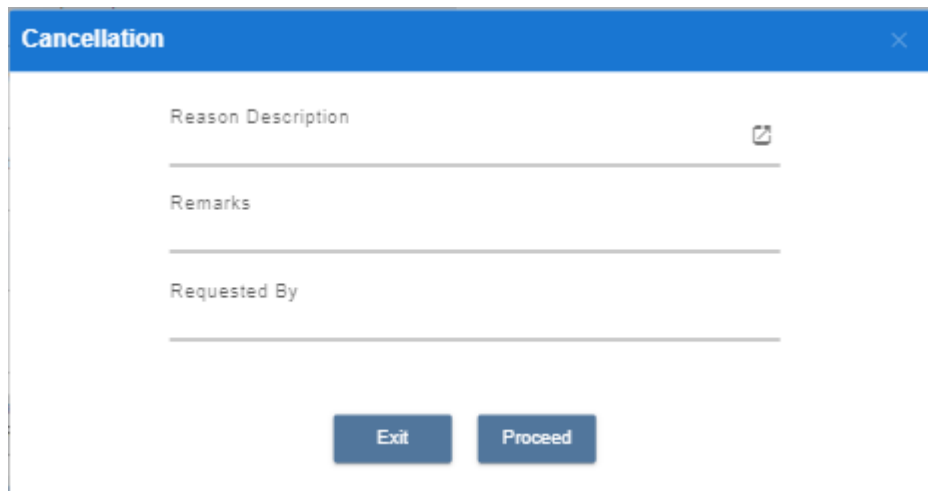 Cancellation
Reason Description
Remarks
Requested By
Exit Proceed